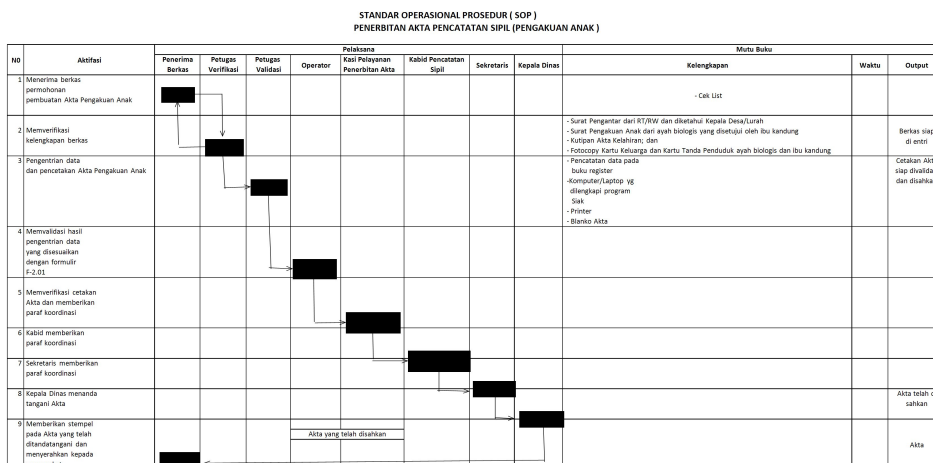 STANDAR OPERASIONAL PROSEDUR ( SOP )
PENERBITAN AKTA PENCATATAN SIPIL (PENGAKUAN ANAK )
N0
Aktifasi
Pelaksana
Mutu Buku
Penerima
Berkas
Petugas
Verifikasi
Petugas
Validasi
Operator
Kasi Pelayanan
Penerbitan Akta
Kabid Pencatatan
Sipil
Sekretaris
Kepala Dinas
Kelengkapan
Waktu
Output
1 Menerima berkas
permohonan
pembuatan Akta Pengakuan Anak
- Cek List
2 Memverifikasi
kelengkapan berkas
- Surat Pengantar dari RT/RW dan diketahui Kepala Desa/Lurah
- Surat Pengakuan Anak dari ayah biologis yang disetujui oleh ibu kandung
- Kutipan Akta Kelahiran; dan
- Fotocopy Kartu Keluarga dan Kartu Tanda Penduduk ayah biologis dan ibu kandung
Berkas siap
di entri
3 Pengentrian data
dan pencetakan Akta Pengakuan Anak
- Pencatatan data pada
buku register
-Komputer/Laptop yg
dilengkapi program
Siak
- Printer
- Blanko Akta
Cetakan
siap
dan
4 Memvalidasi hasil
pengentrian data
yang disesuaikan
dengan formulir
F-2.01
5 Memverifikasi cetakan
Akta dan memberikan
paraf koordinasi
6 Kabid memberikan
paraf koordinasi
7 Sekretaris memberikan
paraf koordinasi
8 Kepala Dinas menanda
tangani Akta
Akta telah
sahkan
9 Memberikan stempel
pada Akta yang telah
ditandatangani dan
menyerahkan kepada
Akta yang telah disahkan
Akta